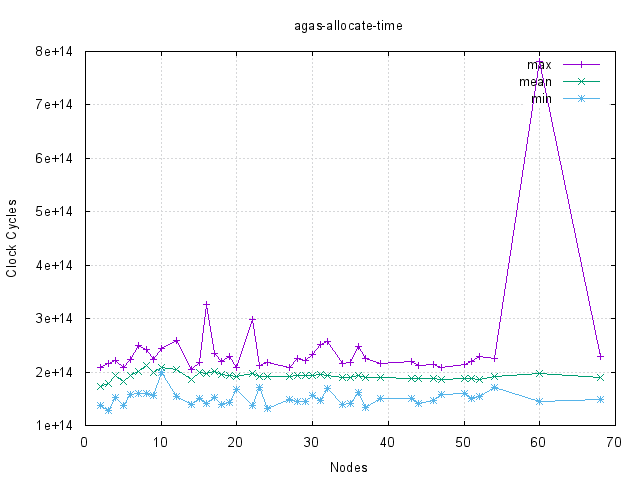 agas-allocate-time
8e+14
7e+14
6e+14
5e+14
4e+14
3e+14
2e+14
1e+14
Clock Cycles
max
mean
min
0 10 20 30 40 50 60 70
Nodes